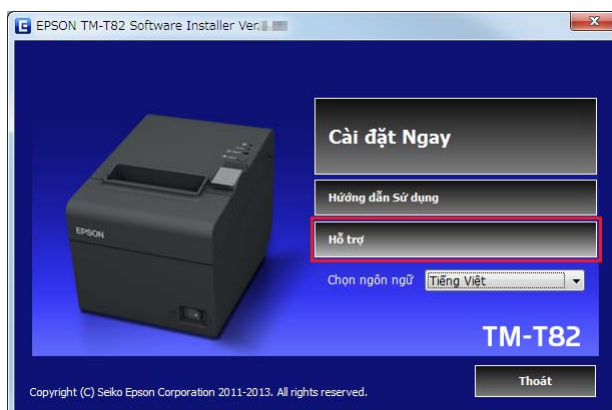 EPSON TM-T82 Software Installer Ver.
Cài đặt Ngay
Hướng dẫn Sử dụng
Hỗ trợ
Chọn ngôn ngữ Tiếng Việt
EPSON
TM-T82
Thoát
Copyright (C) Seiko Epson Corporation 2011-2013. All rights reserved.